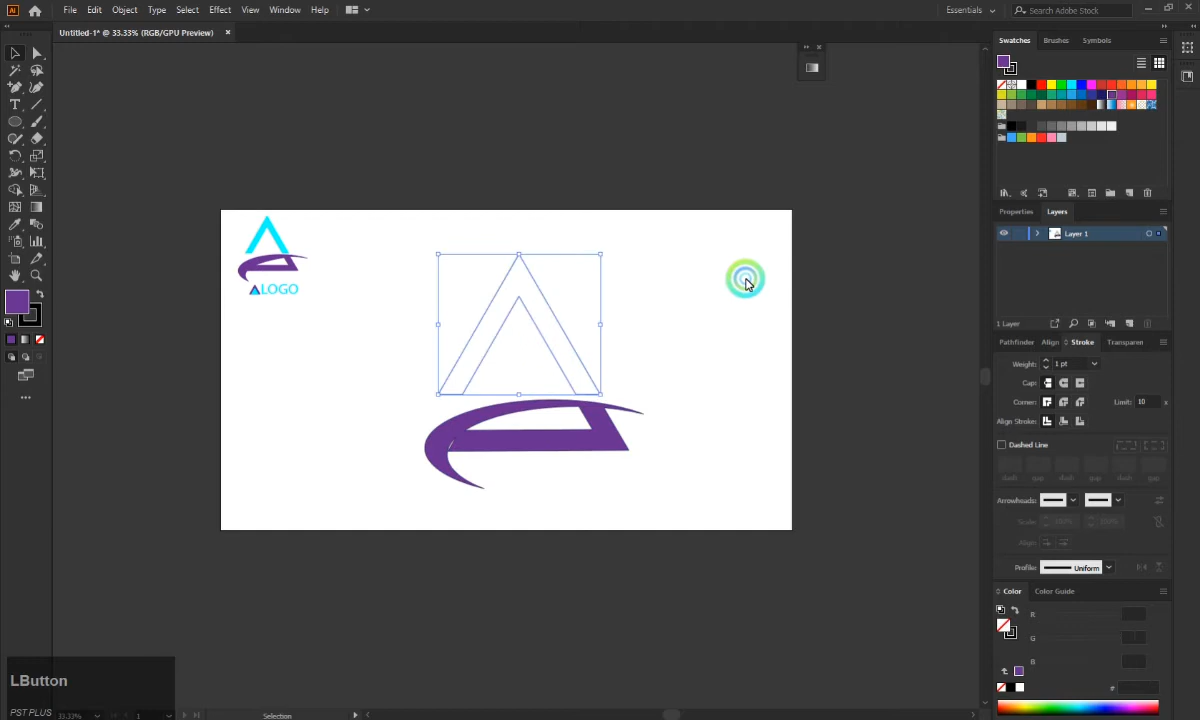 Ai File Edit Object Type Select Effect View Window Help Essentials Search Adobe Stock
Untitled-1* @ 33.33% (RGB/GPU Preview)
Swatches Brushes Symbols
ALOGO
Properties Layers
Layer 1
1 Layer
Pathfinder Align Stroke Transparen
Weight: 1 pt
Cap:
Corner: Limit: 10 x
Align Stroke:
Dashed Line
dash gap dash gap dash gap
Arrowheads:
Scale: 100% 100%
Align:
Profile: Uniform
Color Color Guide
R
G
B
#
LButton
PST PLUS
33.33% 1 Selection